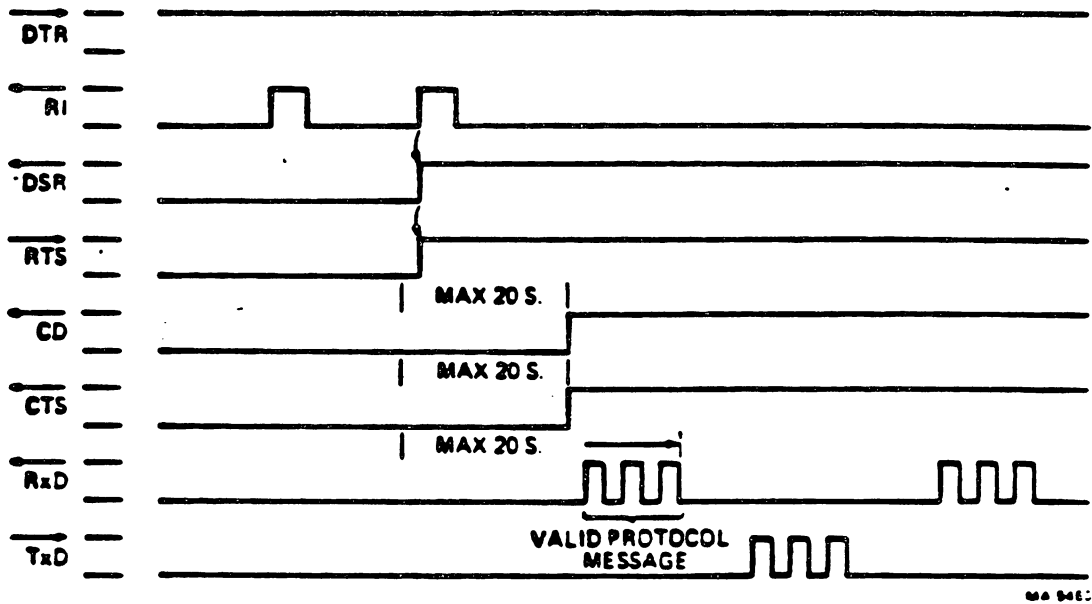 DTR
RI
DSR
RTS
MAX 20 S.
CD
MAX 20 S.
CTS
MAX 20 S.
RxD
VALID PROTOCOL
MESSAGE
TxD